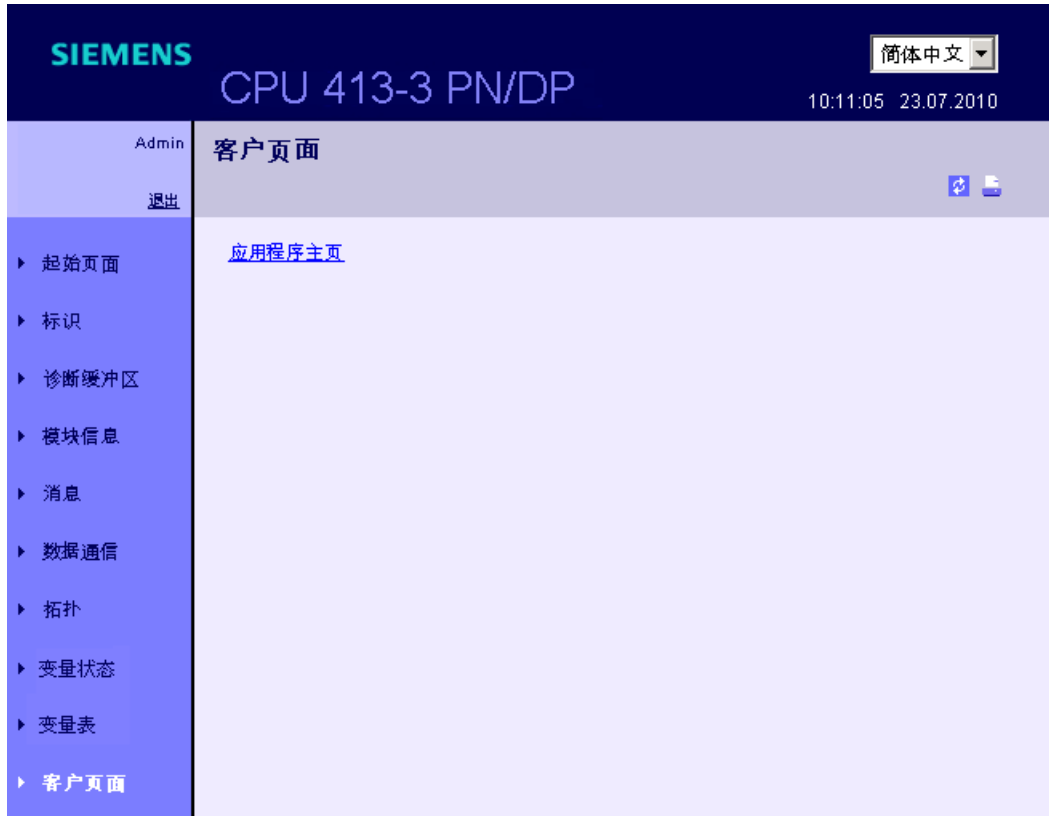 SIEMENS
CPU 413-3 PN/DP
简体中文
10:11:05 23.07.2010
Admin
退出
客户页面
应用程序主页
起始页面
标识
诊断缓冲区
模块信息
消息
数据通信
拓扑
变量状态
变量表
客户页面